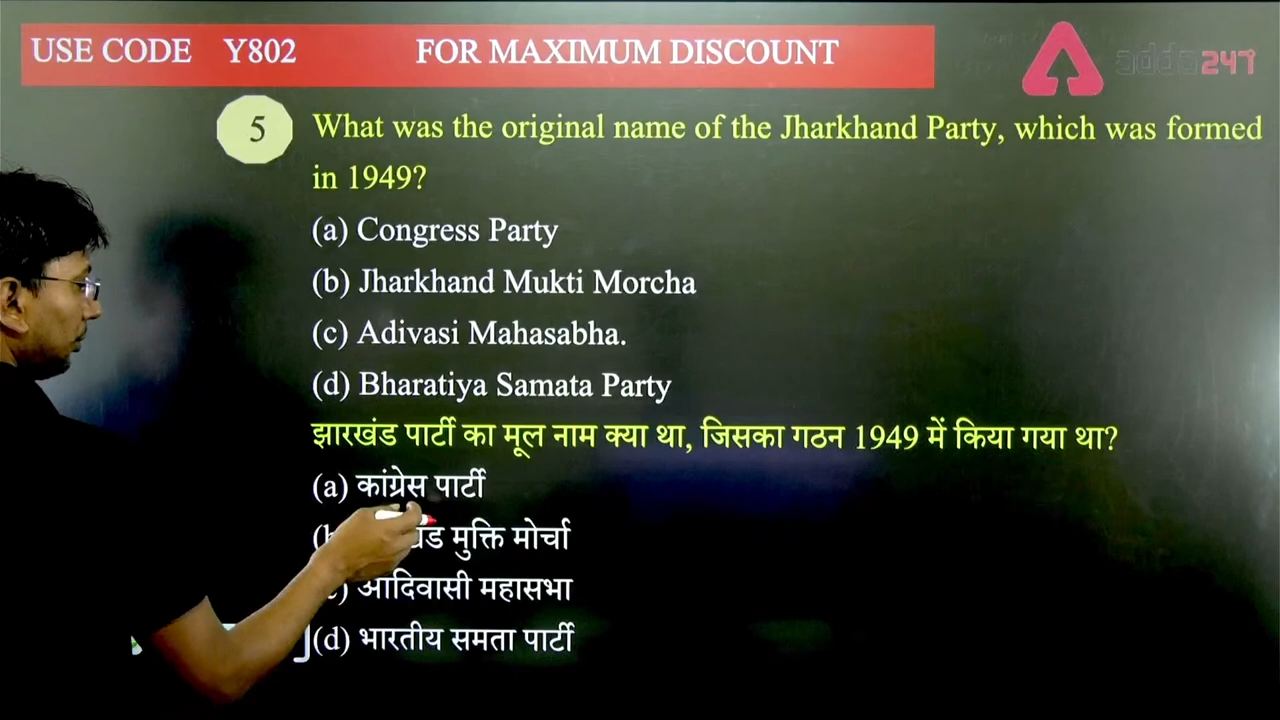 USE CODE Y802 FOR MAXIMUM DISCOUNT
adda247
5
What was the original name of the Jharkhand Party, which was formed
in 1949?
(a) Congress Party
(b) Jharkhand Mukti Morcha
(c) Adivasi Mahasabha.
(d) Bharatiya Samata Party
झारखंड पार्टी का मूल नाम क्या था, जिसका गठन 1949 में किया गया था?
(a) कांग्रेस पार्टी
मुक्ति मोर्चा
आदिवासी महासभा
(d) भारतीय समता पार्टी